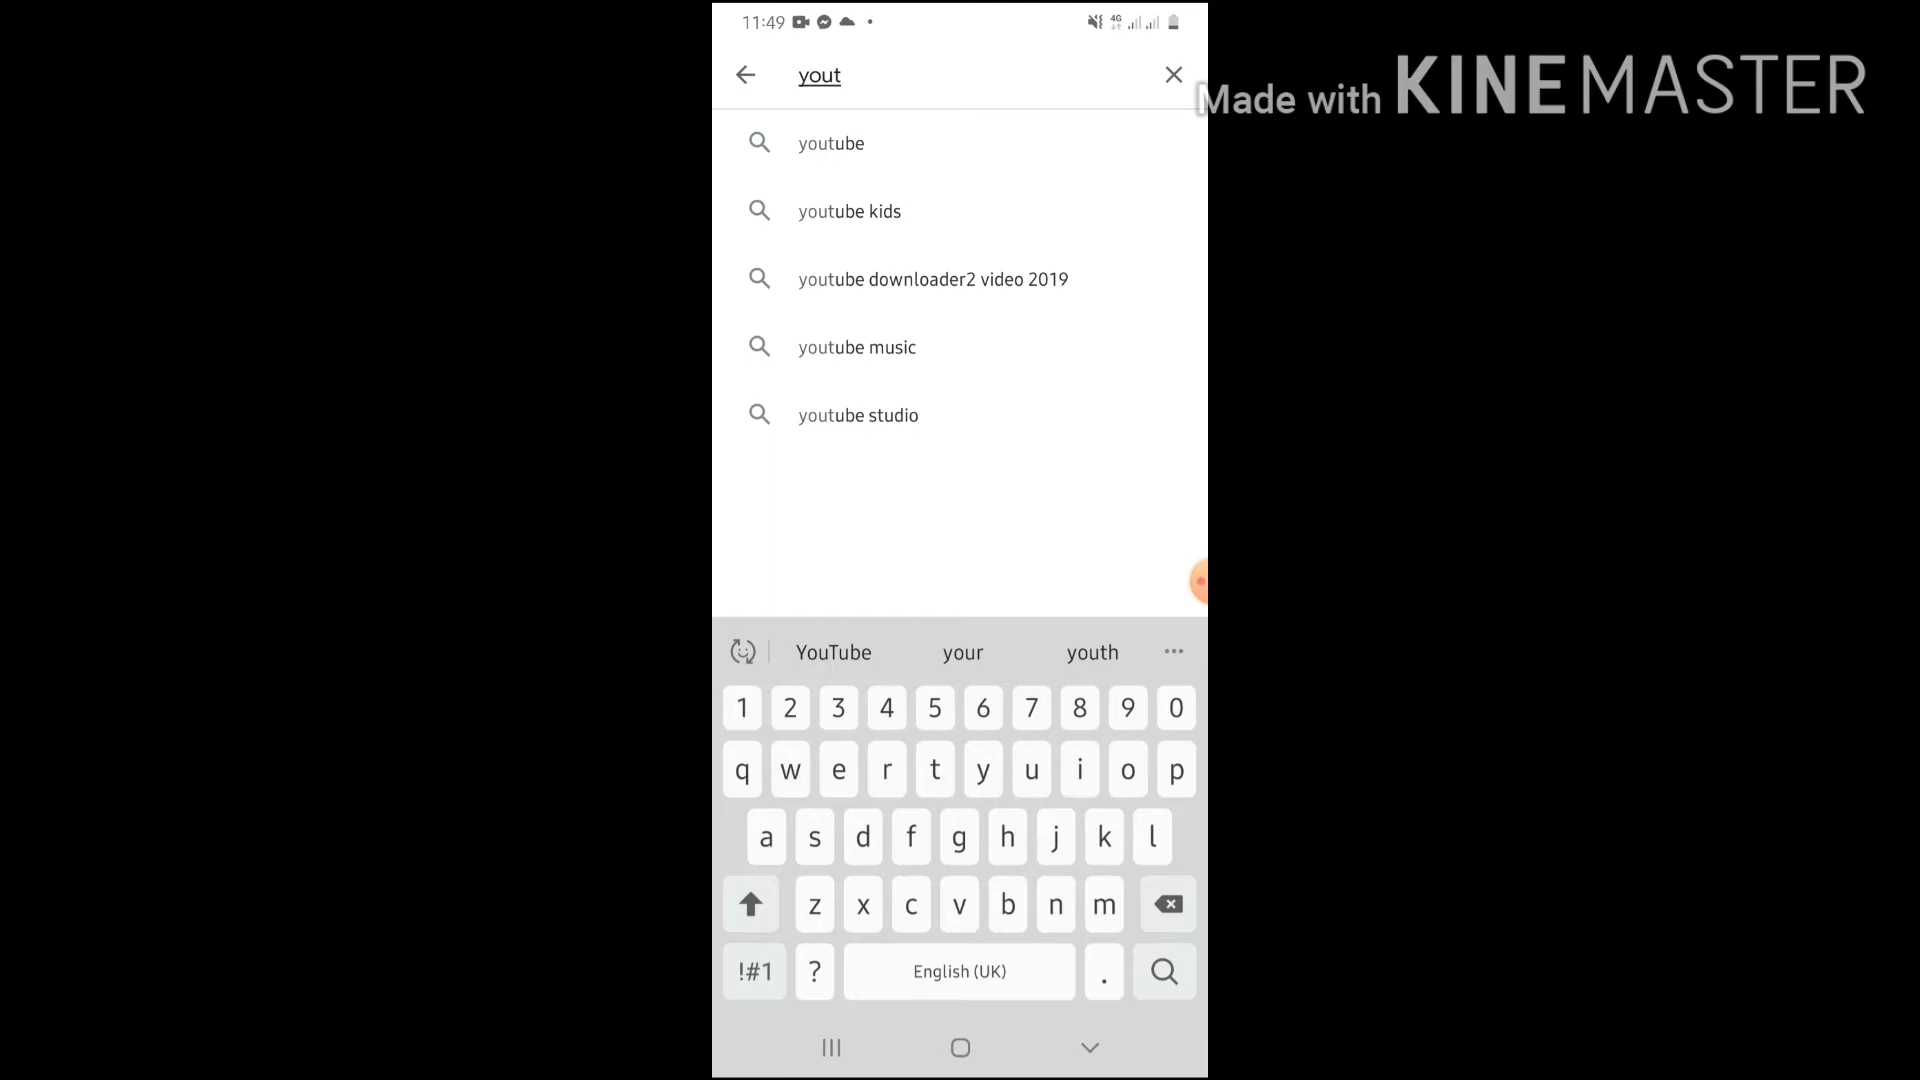 11:49 4G
yout
Made with KINEMASTER
youtube
youtube kids
youtube downloader2 video 2019
youtube music
youtube studio
YouTube your youth ...
1 2 3 4 5 6 7 8 9 0
q w e r t y u i o p
a s d f g h j k l
z x c v b n m
!#1 ? English (UK) .